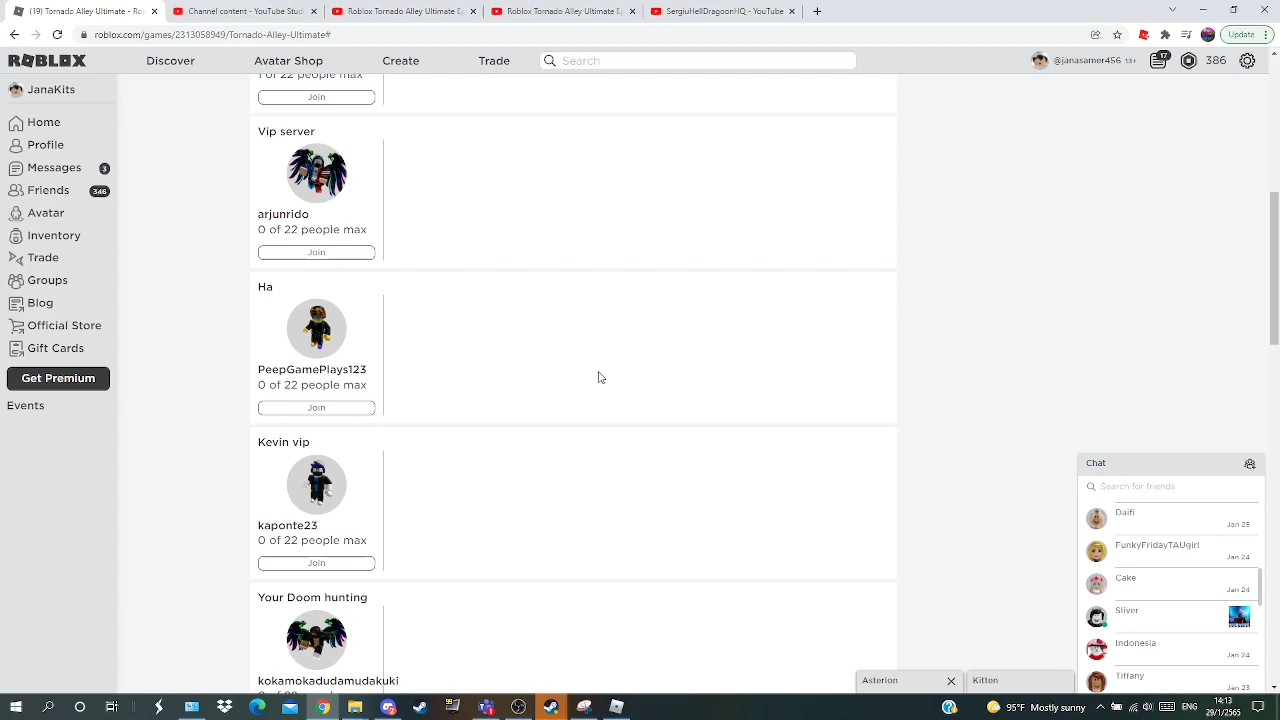 (19) Tornado Alley Ultimate - Rol
Channel content - YouTube Studi
Roblox Tornado Alley Ultimate Ep
Roblox Tornado Alley Ultimate Ep
SergiuHellDragoonHQ - YouTube
roblox.com/games/2313058949/Tornado-Alley-Ultimate#
Update
ROBLOX
Discover
Avatar Shop
Create
Trade
Search
@janasamer456 13+
17
386
JanaKits
Home
Profile
Messages 3
Friends 346
Avatar
Inventory
Trade
Groups
Blog
Official Store
Gift Cards
Get Premium
Events
1 of 22 people max
Join
Vip server
arjunrido
0 of 22 people max
Join
Ha
PeepGamePlays123
0 of 22 people max
Join
Kevin vip
kaponte23
0 of 22 people max
Join
Your Doom hunting
kokamokadudamudakuki
Chat
Search for friends
Daifi
Jan 25
FunkyFridayTAUgirl
Jan 24
Cake
Jan 24
Sliver
Indonesia
Jan 24
Tiffany
Jan 23
Asterion
Kitten
95°F Mostly sunny
14:13
29/1/2565